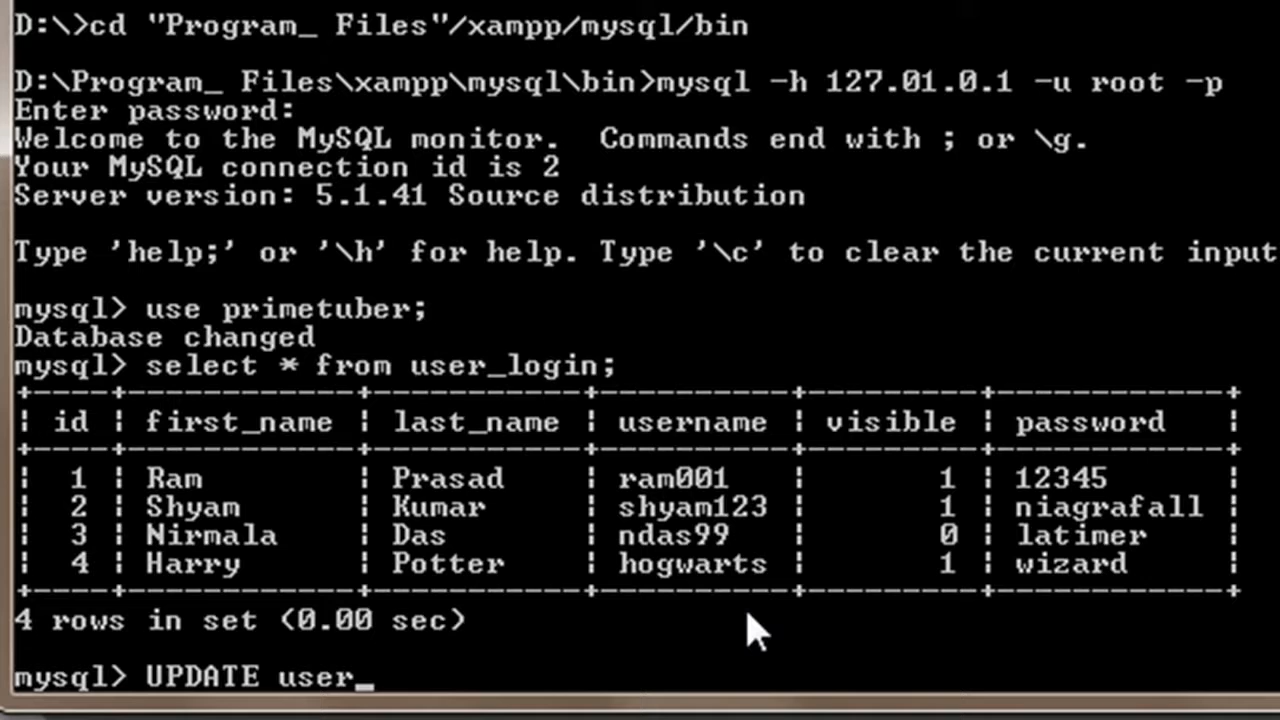 D:\>cd "Program_ Files"/xampp/mysql/bin
D:\Program_ Files\xampp\mysql\bin>mysql -h 127.01.0.1 -u root -p
Enter password:
Welcome to the MySQL monitor.  Commands end with ; or \g.
Your MySQL connection id is 2
Server version: 5.1.41 Source distribution
Type 'help;' or '\h' for help. Type '\c' to clear the current input
mysql> use primetuber;
Database changed
mysql> select * from user_login;
+----+------------+-----------+----------+---------+------------+
| id | first_name | last_name | username | visible | password   |
+----+------------+-----------+----------+---------+------------+
|  1 | Ram        | Prasad    | ram001   |       1 | 12345      |
|  2 | Shyam      | Kumar     | shyam123 |       1 | niagrafall |
|  3 | Nirmala    | Das       | ndas99   |       0 | latimer    |
|  4 | Harry      | Potter    | hogwarts |       1 | wizard     |
+----+------------+-----------+----------+---------+------------+
4 rows in set (0.00 sec)
mysql> UPDATE user_